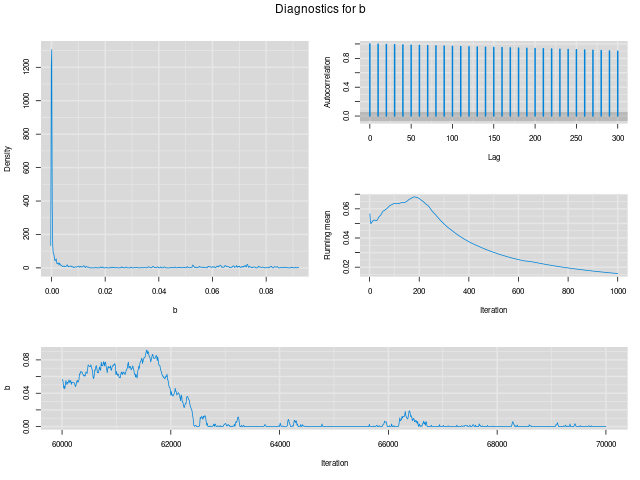 Diagnostics for b
Density
0 200 400 600 800 1000 1200
0.00 0.02 0.04 0.06 0.08
b
Autocorrelation
0.0 0.4 0.8
0 50 100 150 200 250 300
Lag
Running mean
0.02 0.04 0.06
0 200 400 600 800 1000
Iteration
b
0.00 0.04 0.08
60000 62000 64000 66000 68000 70000
Iteration